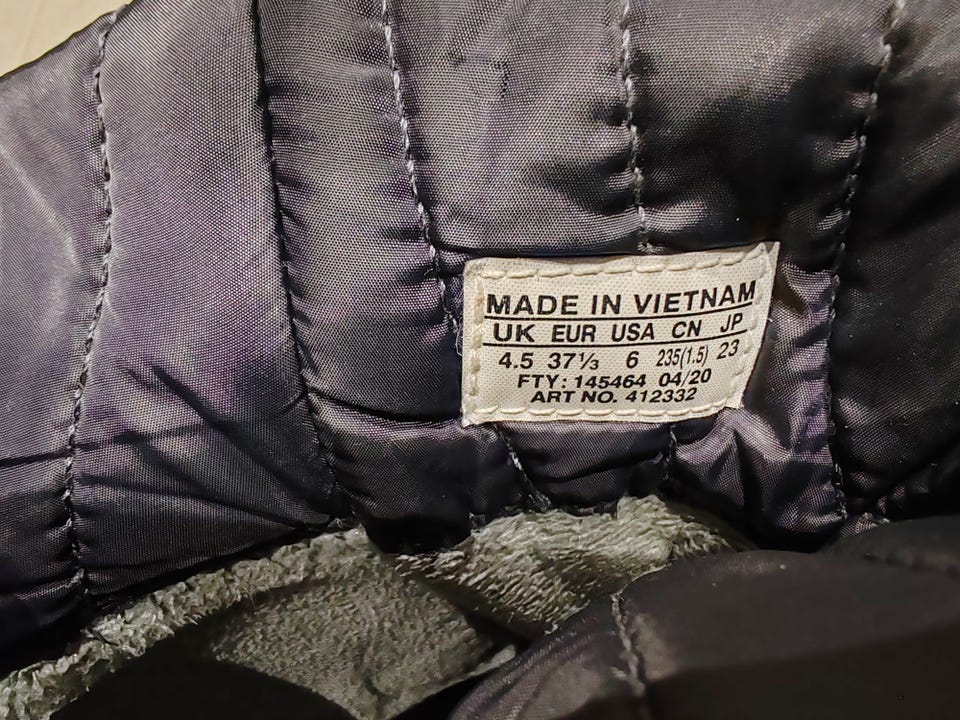 MADE IN VIETNAM
UK EUR USA CN JP
4.5 37⅓ 6 235(1.5) 23
FTY: 145464 04/20
ART NO. 412332